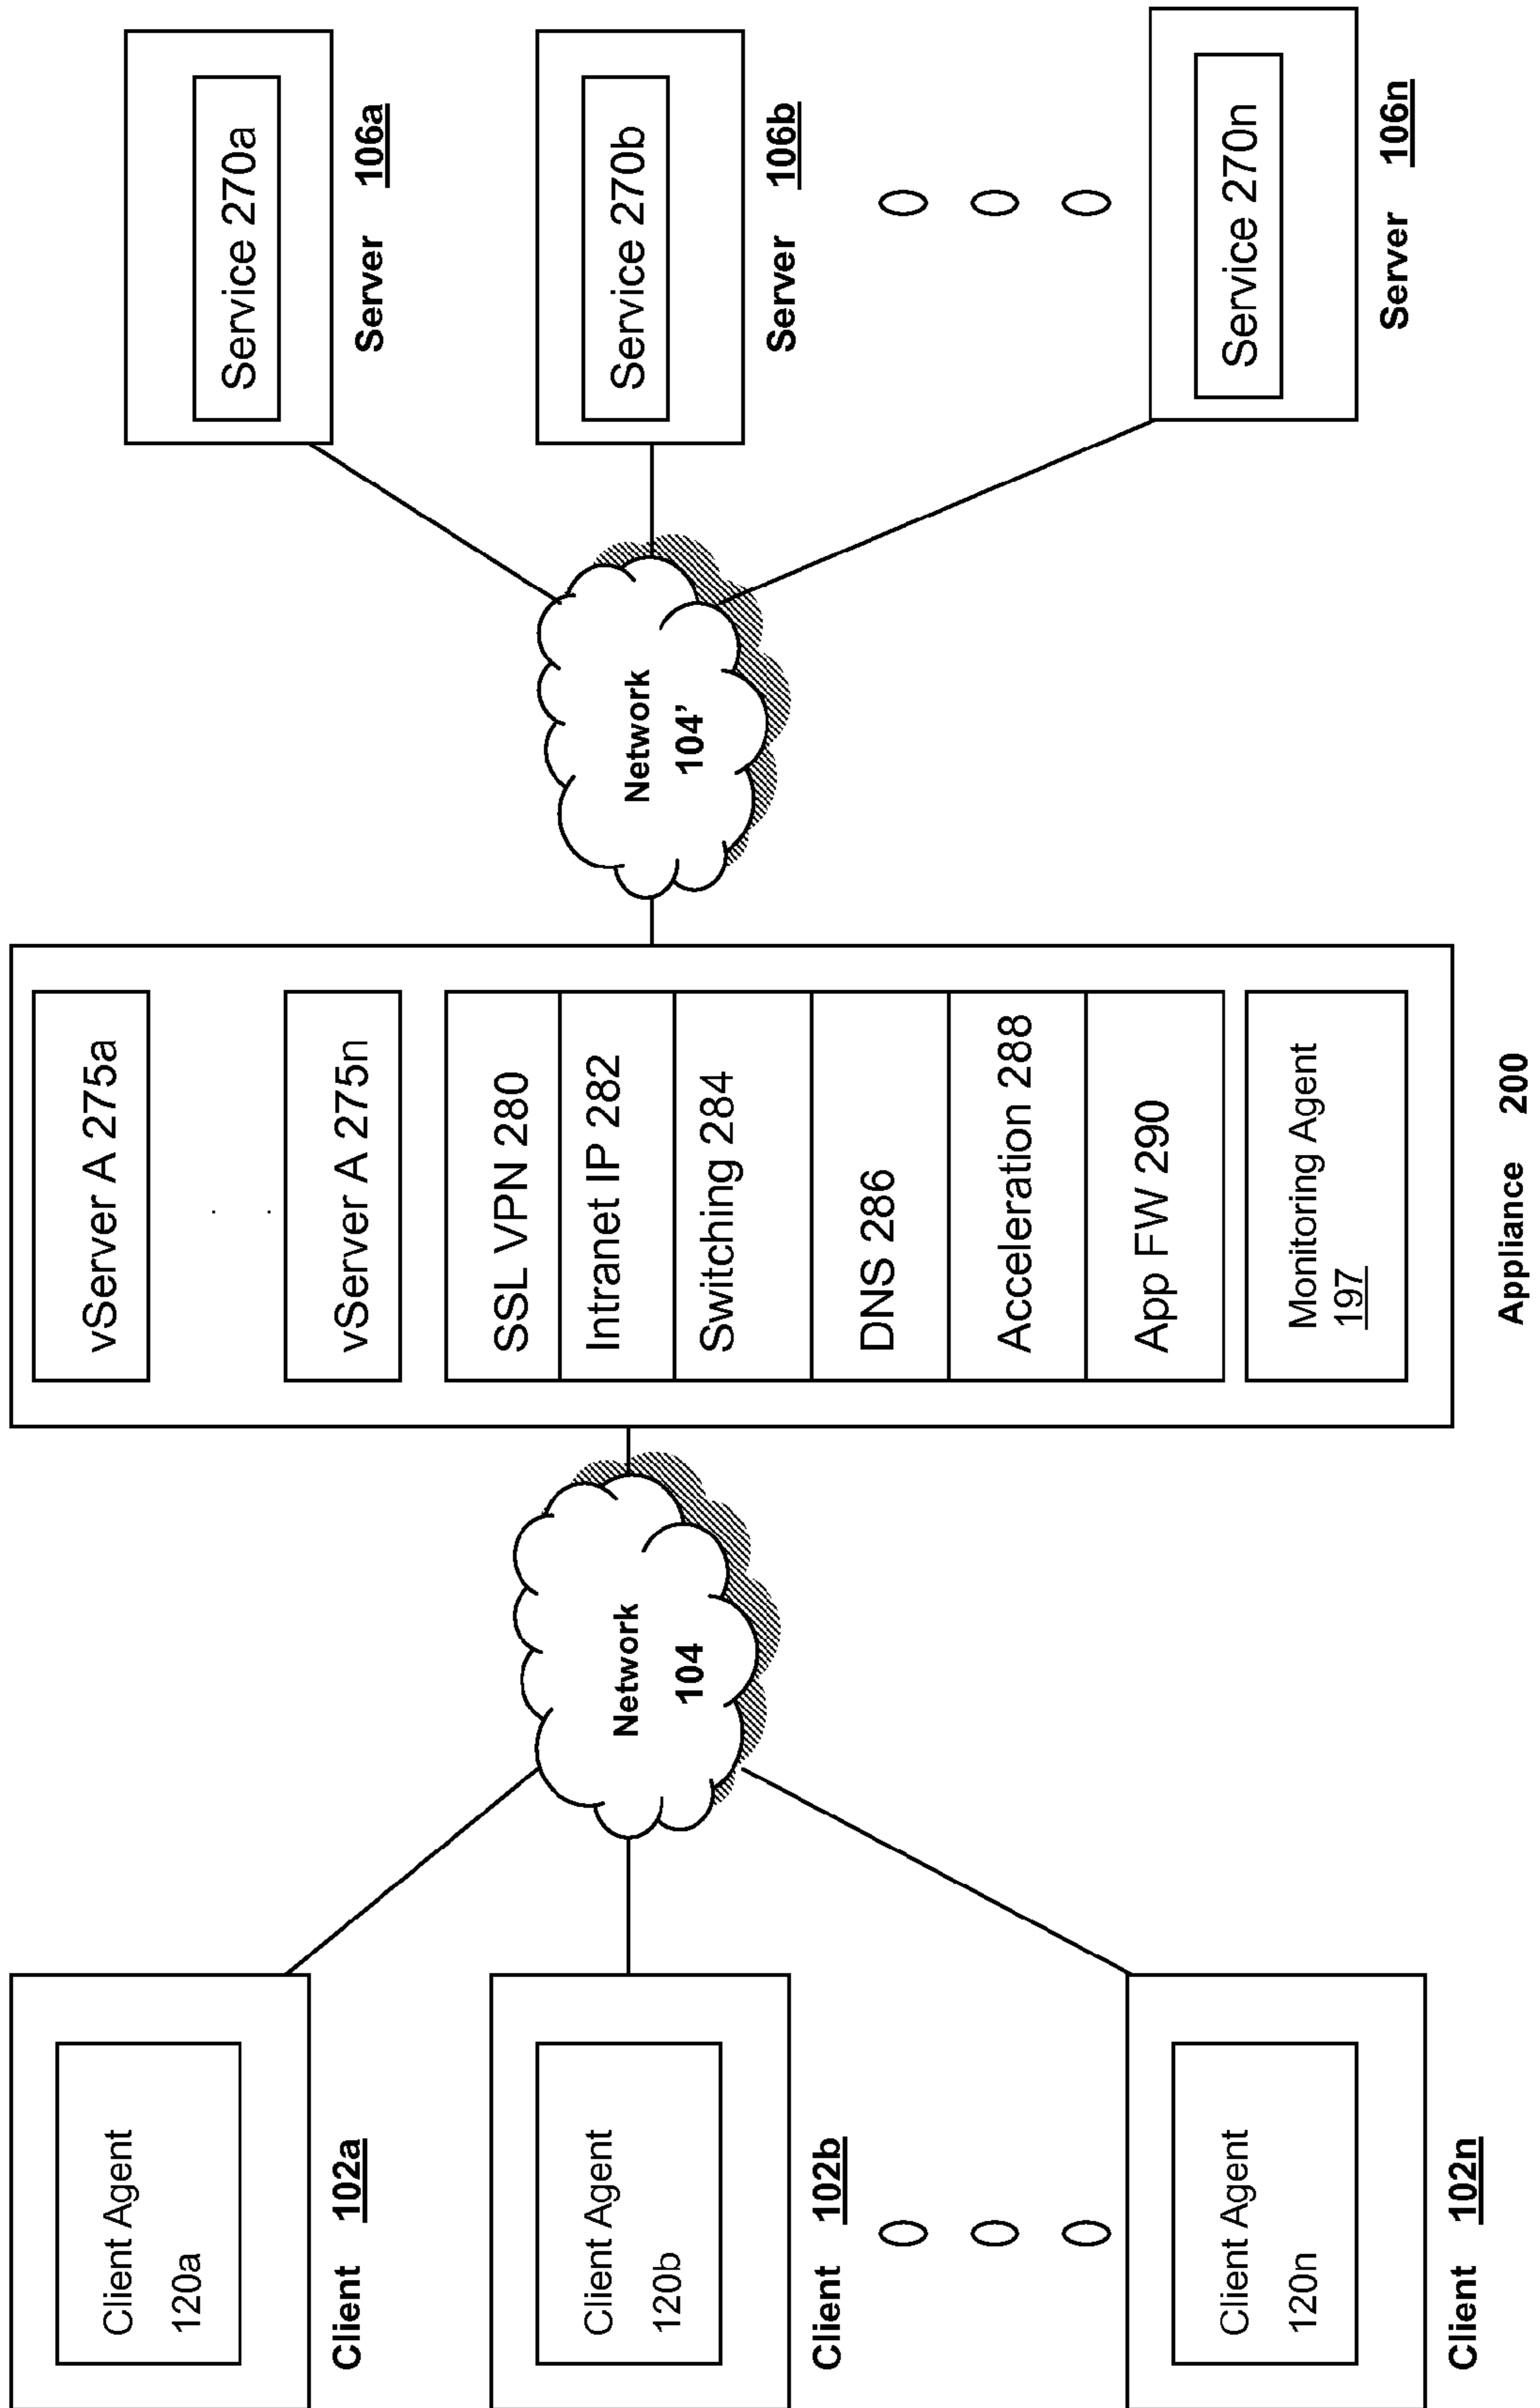 Client Agent
120a
Client 102a
Client Agent
120b
Client 102b
Client Agent
120n
Client 102n
Network
104
vServer A 275a
vServer A 275n
SSL VPN 280
Intranet IP 282
Switching 284
DNS 286
Acceleration 288
App FW 290
Monitoring Agent
197
Appliance 200
Network
104’
Service 270a
Server 106a
Service 270b
Server 106b
Service 270n
Server 106n